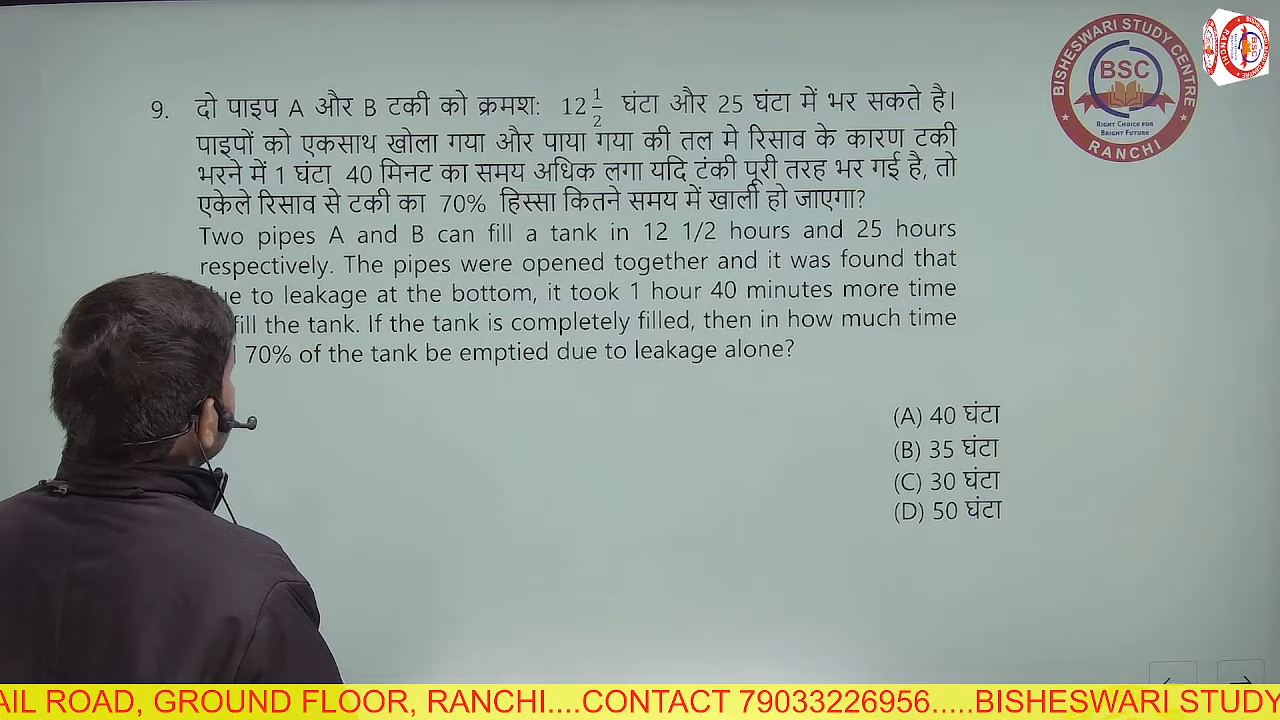 BISHESWARI STUDY CENTRE
BSC
RIGHT CHOICE FOR
BRIGHT FUTURE
RANCHI
BSC
9. दो पाइप A और B टकी को क्रमश: 12 1/2 घंटा और 25 घंटा में भर सकते है।
पाइपों को एकसाथ खोला गया और पाया गया की तल मे रिसाव के कारण टकी
भरने में 1 घंटा 40 मिनट का समय अधिक लगा यदि टंकी पूरी तरह भर गई है, तो
एकेले रिसाव से टकी का 70% हिस्सा कितने समय में खाली हो जाएगा?
Two pipes A and B can fill a tank in 12 1/2 hours and 25 hours
respectively. The pipes were opened together and it was found that
ue to leakage at the bottom, it took 1 hour 40 minutes more time
fill the tank. If the tank is completely filled, then in how much time
70% of the tank be emptied due to leakage alone?
(A) 40 घंटा
(B) 35 घंटा
(C) 30 घंटा
(D) 50 घंटा
AIL ROAD, GROUND FLOOR, RANCHI....CONTACT 79033226956.....BISHESWARI STUDY